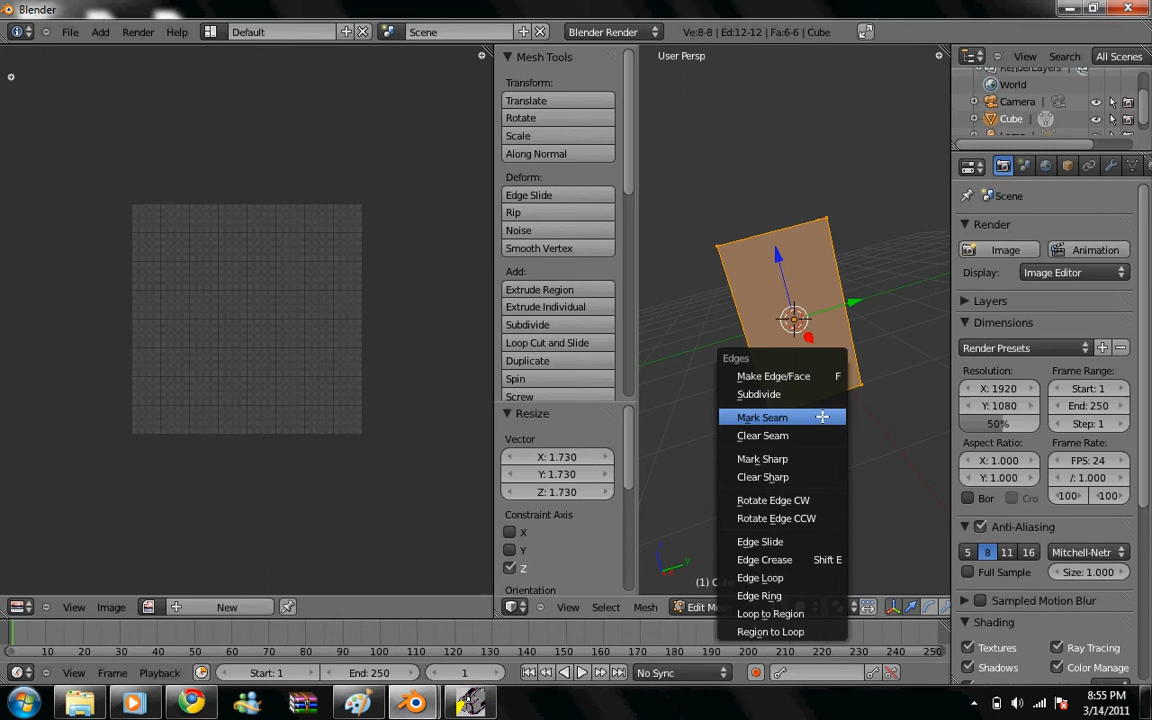 Blender
File Add Render Help Default Scene Blender Render Ve:8-8 | Ed:12-12 | Fa:6-6 | Cube
View Search All Scenes
RenderLayers
World
Camera
Cube
Mesh Tools
Transform:
Translate
Rotate
Scale
Along Normal
Deform:
Edge Slide
Rip
Noise
Smooth Vertex
Add:
Extrude Region
Extrude Individual
Subdivide
Loop Cut and Slide
Duplicate
Spin
Screw
Resize
Vector
X: 1.730
Y: 1.730
Z: 1.730
Constraint Axis
X
Y
Z
Orientation
User Persp
Edges
Make Edge/Face F
Subdivide
Mark Seam
Clear Seam
Mark Sharp
Clear Sharp
Rotate Edge CW
Rotate Edge CCW
Edge Slide
Edge Crease Shift E
Edge Loop
Edge Ring
Loop to Region
Region to Loop
Scene
Render
Image Animation
Display: Image Editor
Layers
Dimensions
Render Presets
Resolution: Frame Range:
X: 1920 Start: 1
Y: 1080 End: 250
50% Step: 1
Aspect Ratio: Frame Rate:
X: 1.000 FPS: 24
Y: 1.000 /: 1.000
Bor Cro 100 100
Anti-Aliasing
5 8 11 16 Mitchell-Netr
Full Sample Size: 1.000
Sampled Motion Blur
Shading
Textures Ray Tracing
Shadows Color Manage
View Image New
View Select Mesh Edit Mode
10 20 30 40 50 60 70 80 90 100 110 120 130 140 150 160 170 180 190 200 210 220 230 240 250
View Frame Playback Start: 1 End: 250 1 No Sync
8:55 PM
3/14/2011